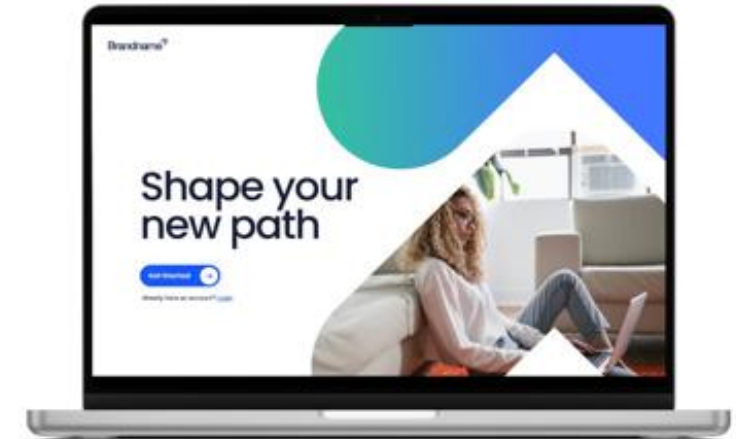 Brandname
Shape your
new path
Get Started
Already have an account? Login